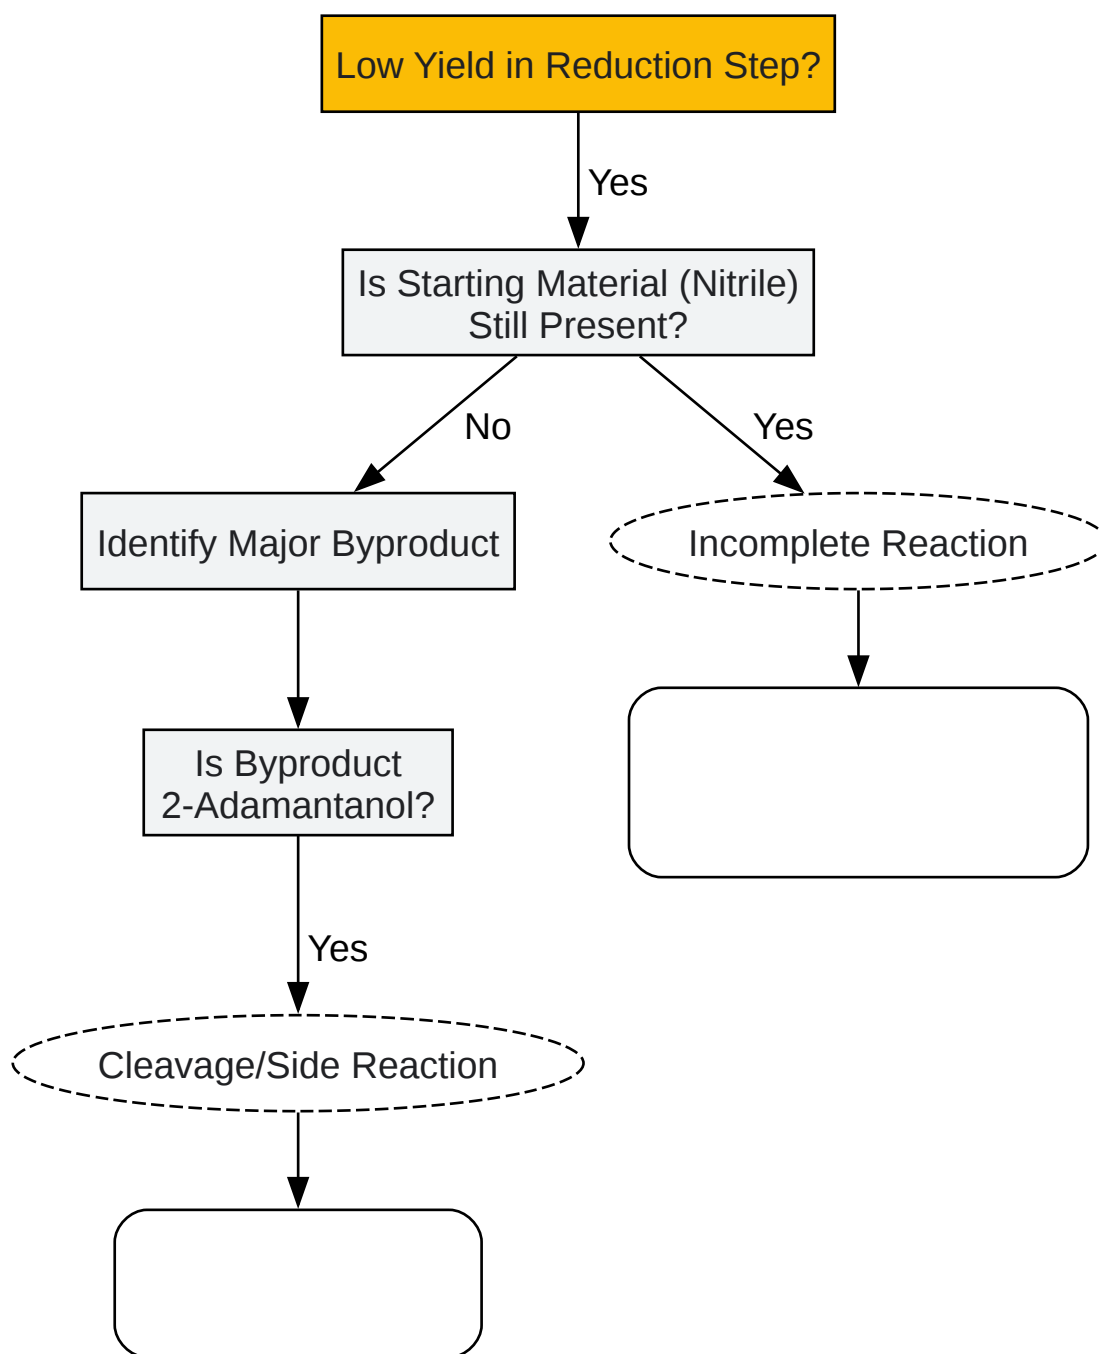 Low Yield in Reduction Step?
Yes
Is Starting Material (Nitrile)
Still Present?
No
Yes
Identify Major Byproduct
Incomplete Reaction
Is Byproduct
2-Adamantanol?
Yes
Cleavage/Side Reaction